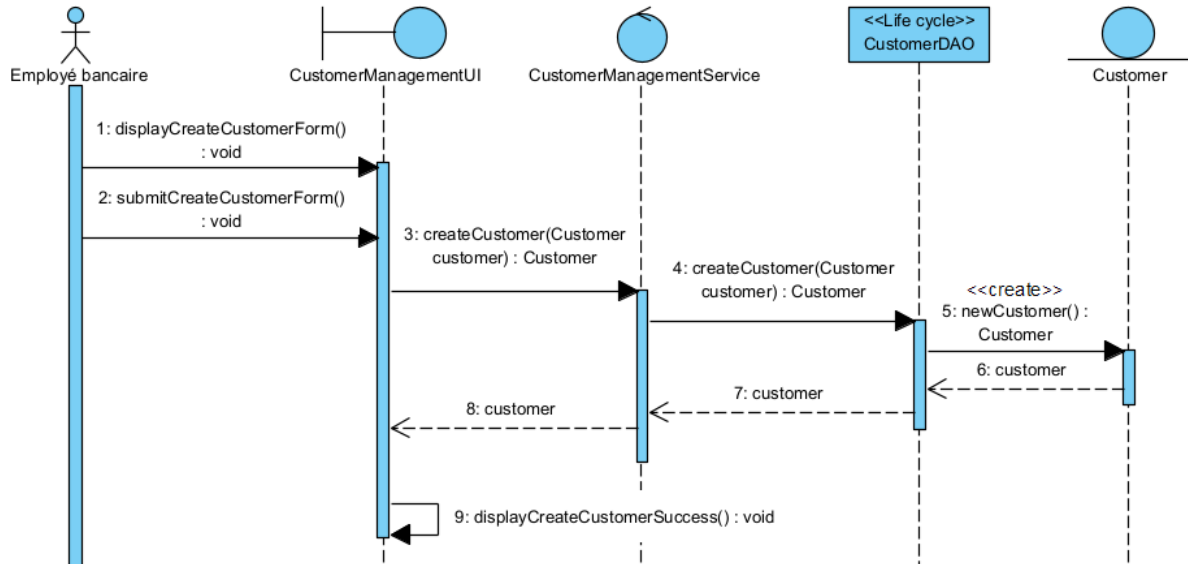 <<Life cycle>>
CustomerDAO
Employé bancaire
CustomerManagementUI
CustomerManagementService
Customer
1: displayCreateCustomerForm()
: void
2: submitCreateCustomerForm()
: void
3: createCustomer(Customer
customer) : Customer
4: createCustomer(Customer
customer) : Customer
<<create>>
5: newCustomer() :
Customer
6: customer
7: customer
8: customer
9: displayCreateCustomerSuccess() : void